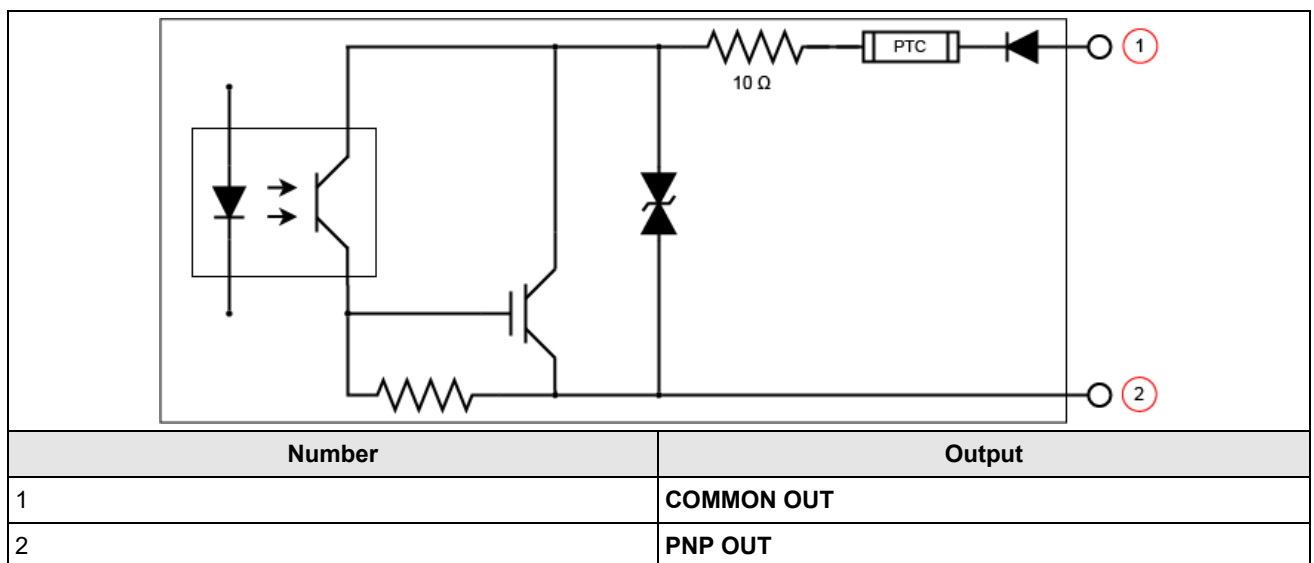 PTC
1
10 Ω
2
Number Output
1 COMMON OUT
2 PNP OUT